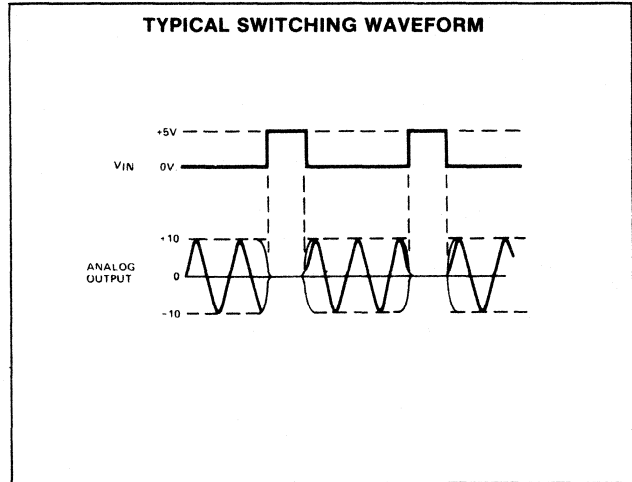 TYPICAL SWITCHING WAVEFORM
+5V
VIN 0V
+10
ANALOG
OUTPUT
0
-10